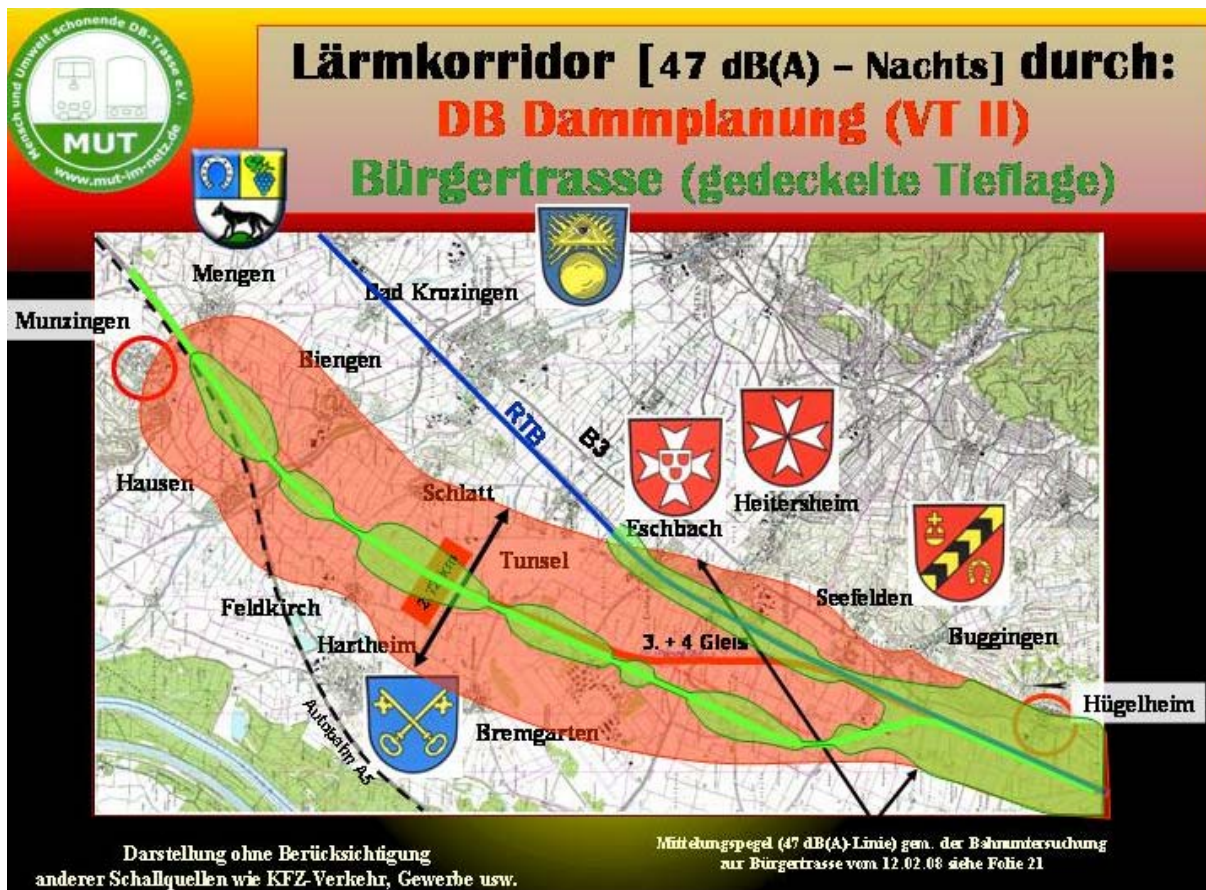 Mensch und Umwelt schonende DB-Trasse e.V.
MUT
www.mut-im-netz.de
Lärmkorridor [47 dB(A) – Nachts] durch:
DB Dammplanung (VT II)
Bürgertrasse (gedeckelte Tieflage)
Mengen
Bad Krozingen
Munzingen
Biengen
RTB
B3
Hausen
Schlatt
Heitersheim
Eschbach
Tunsel
Feldkirch
Seefelden
Hartheim
3. + 4 Gleis
Buggingen
Hügelheim
Bremgarten
Autobahn A5
Darstellung ohne Berücksichtigung
anderer Schallquellen wie KFZ-Verkehr, Gewerbe usw.
Mittelungspegel (47 dB(A)-Linie) gem. der Bahnuntersuchung
zur Bürgertrasse vom 12.02.08 siehe Folie 21